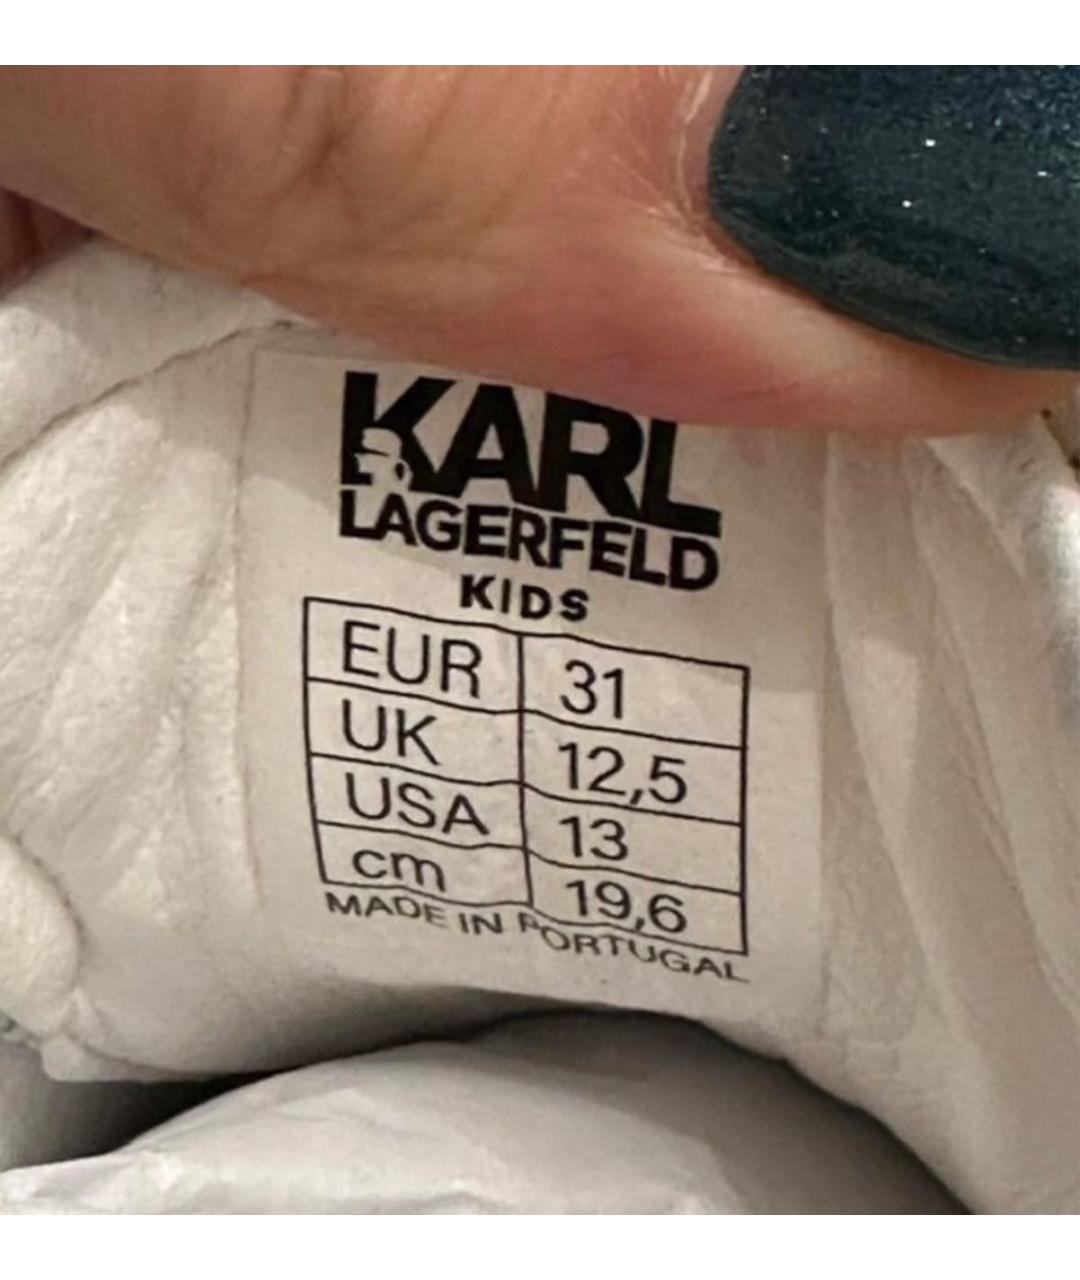 KARL
LAGERFELD
KIDS
EUR 31
UK 12,5
USA 13
cm 19,6
MADE IN PORTUGAL